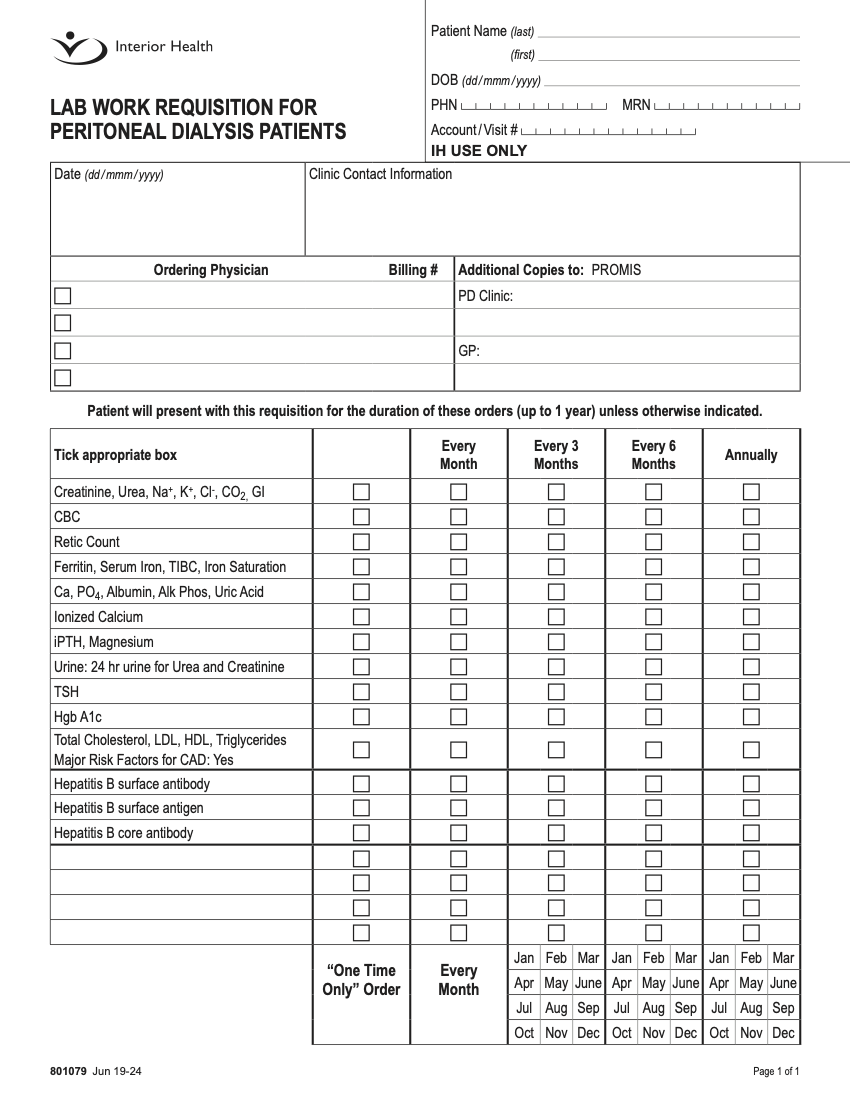 Interior Health
LAB WORK REQUISITION FOR
PERITONEAL DIALYSIS PATIENTS
Patient Name (last)
(first)
DOB (dd/mmm/yyyy)
PHN MRN
Account/Visit #
IH USE ONLY
Date (dd/mmm/yyyy) Clinic Contact Information
Ordering Physician Billing # Additional Copies to: PROMIS
PD Clinic:
GP:
Patient will present with this requisition for the duration of these orders (up to 1 year) unless otherwise indicated.
Tick appropriate box Every Month Every 3 Months Every 6 Months Annually
Creatinine, Urea, Na⁺, K⁺, Cl⁻, CO₂, Gl
CBC
Retic Count
Ferritin, Serum Iron, TIBC, Iron Saturation
Ca, PO₄, Albumin, Alk Phos, Uric Acid
Ionized Calcium
iPTH, Magnesium
Urine: 24 hr urine for Urea and Creatinine
TSH
Hgb A1c
Total Cholesterol, LDL, HDL, Triglycerides
Major Risk Factors for CAD: Yes
Hepatitis B surface antibody
Hepatitis B surface antigen
Hepatitis B core antibody
“One Time
Only” Order
Every
Month
Jan Feb Mar Jan Feb Mar Jan Feb Mar
Apr May June Apr May June Apr May June
Jul Aug Sep Jul Aug Sep Jul Aug Sep
Oct Nov Dec Oct Nov Dec Oct Nov Dec
801079 Jun 19-24 Page 1 of 1